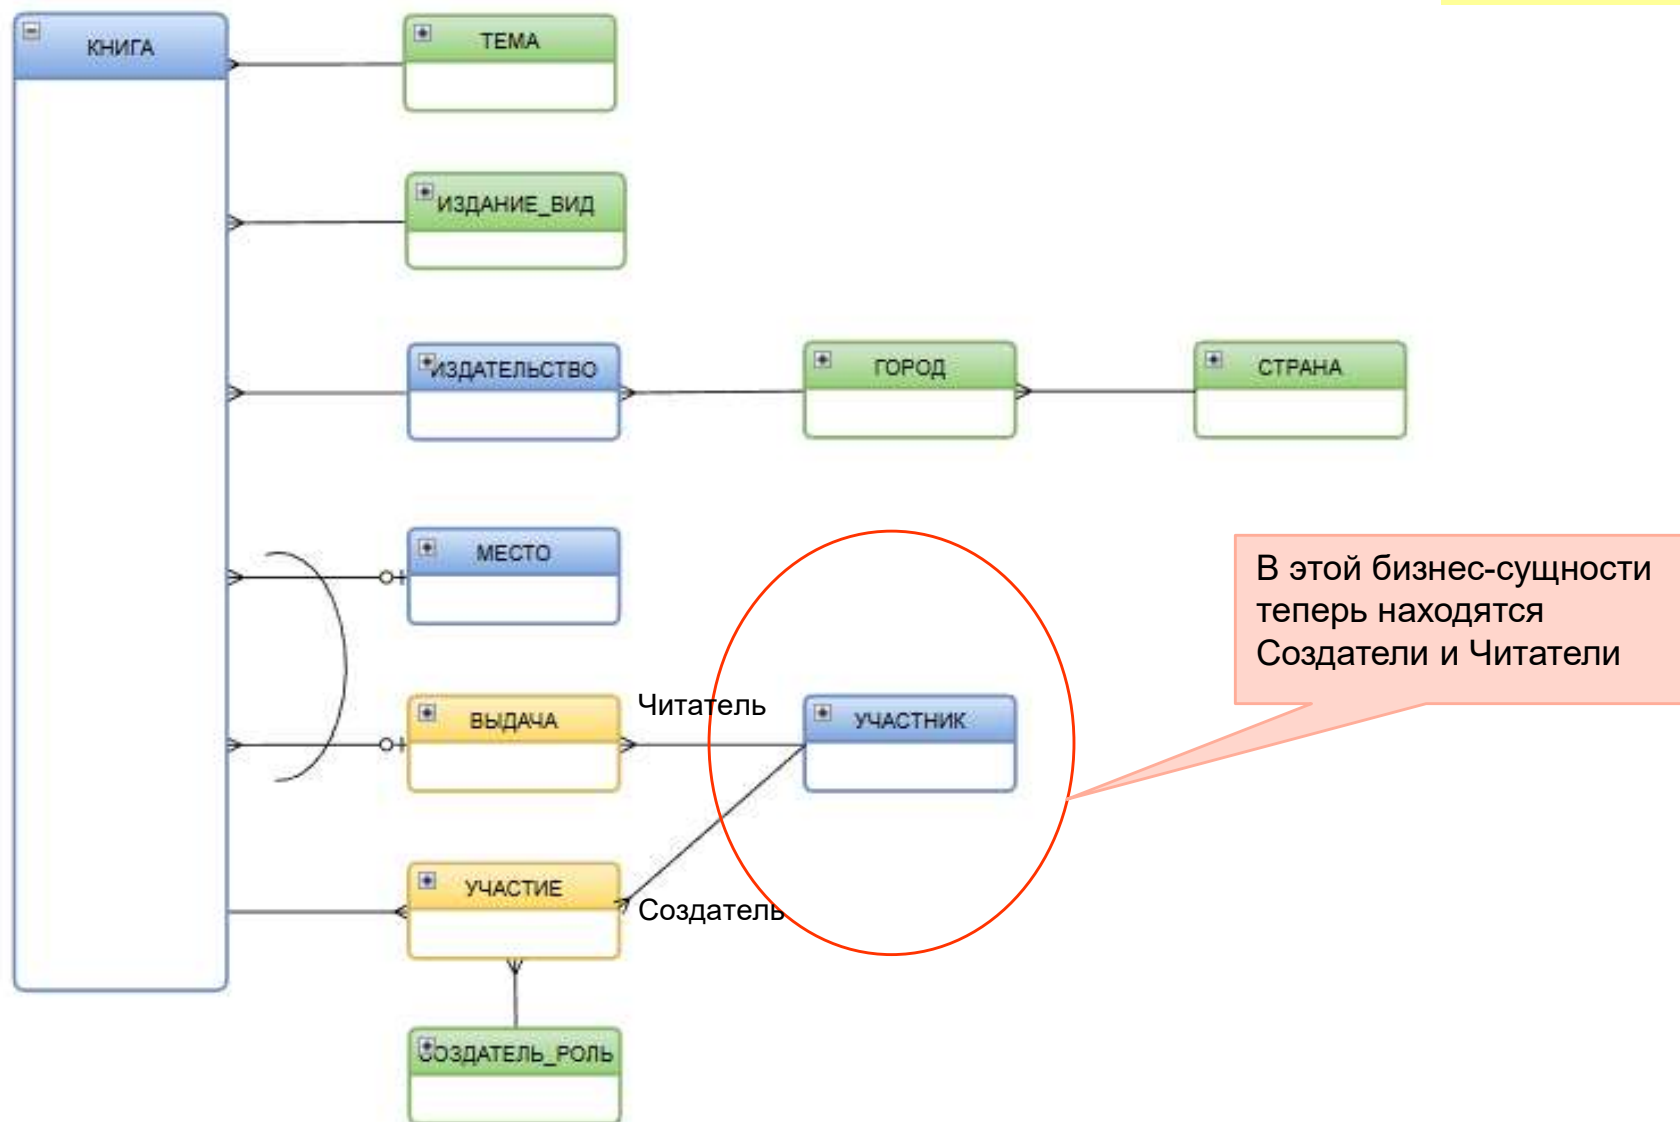 КНИГА
ТЕМА
ИЗДАНИЕ_ВИД
ИЗДАТЕЛЬСТВО
ГОРОД
СТРАНА
МЕСТО
В этой бизнес-сущности
теперь находятся
Создатели и Читатели
ВЫДАЧА
Читатель
УЧАСТНИК
УЧАСТИЕ
Создатель
СОЗДАТЕЛЬ_РОЛЬ